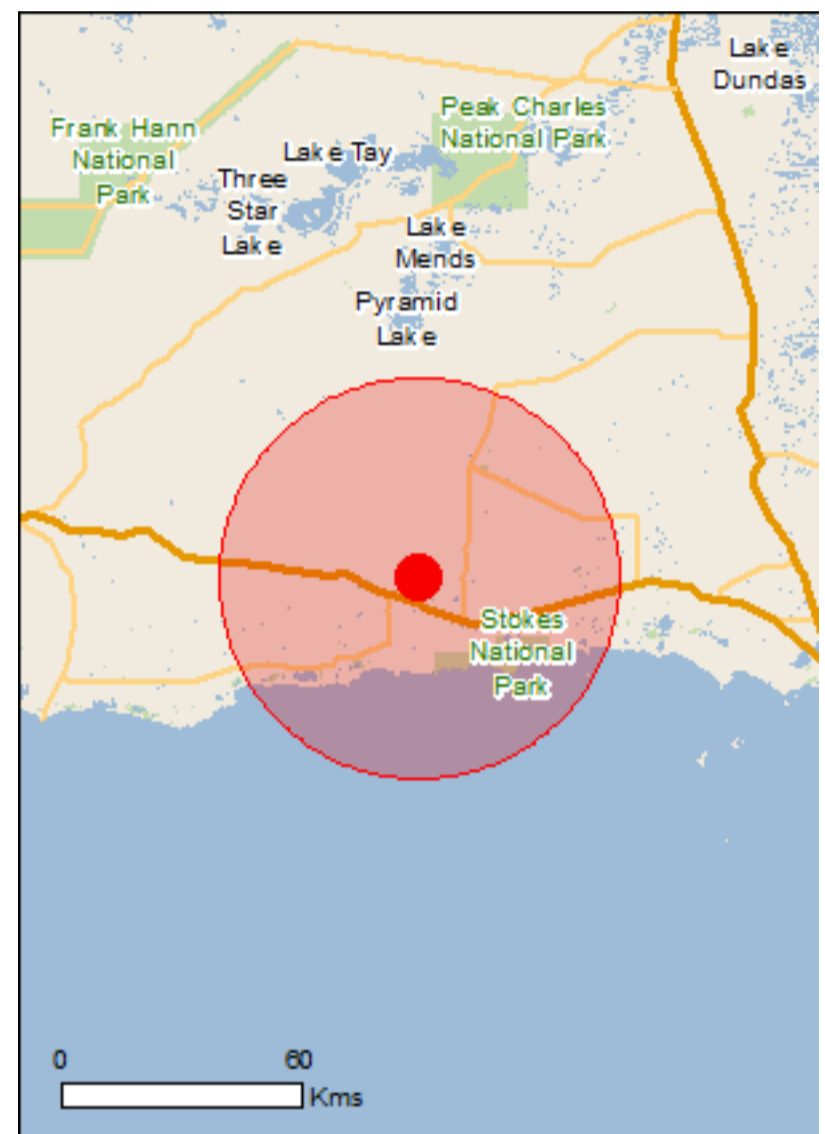 Lake
Dundas
Peak Charles
National Park
Frank Hann
National
Park
Lake Tay
Three
Star
Lake
Lake
Mends
Pyramid
Lake
Stokes
National
Park
0 60
Kms